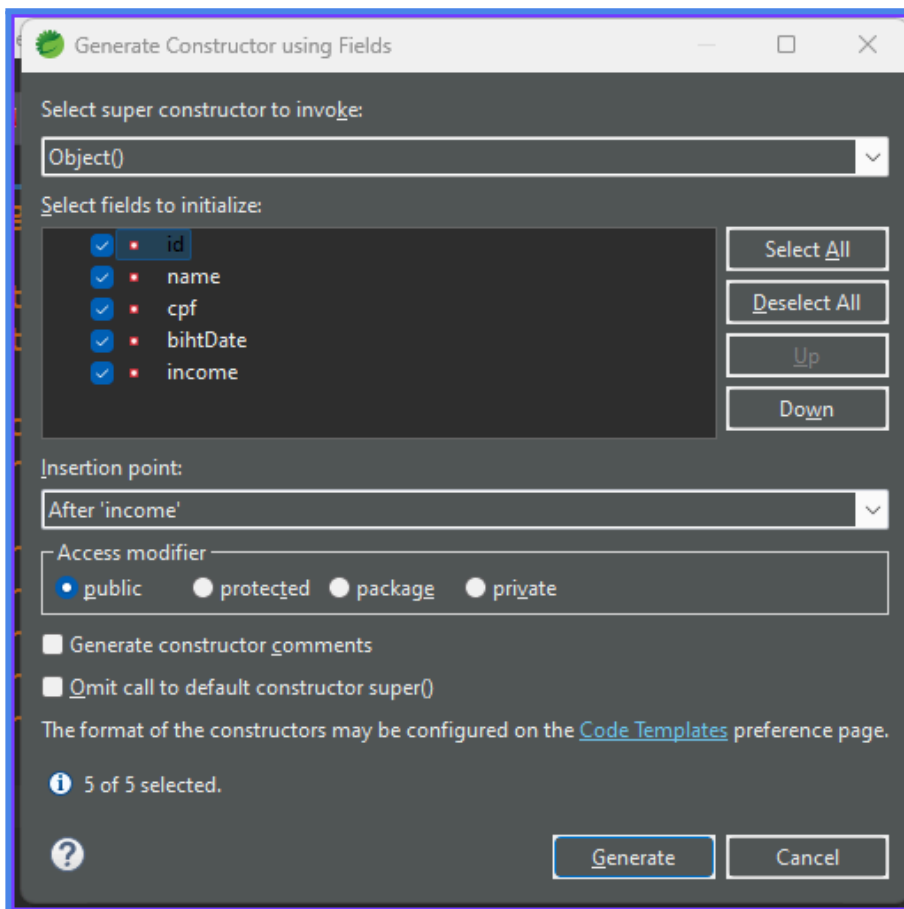 Generate Constructor using Fields
Select super constructor to invoke:
Object()
Select fields to initialize:
id
name
cpf
bihtDate
income
Select All
Deselect All
Up
Down
Insertion point:
After 'income'
Access modifier
public protected package private
Generate constructor comments
Omit call to default constructor super()
The format of the constructors may be configured on the Code Templates preference page.
5 of 5 selected.
Generate Cancel